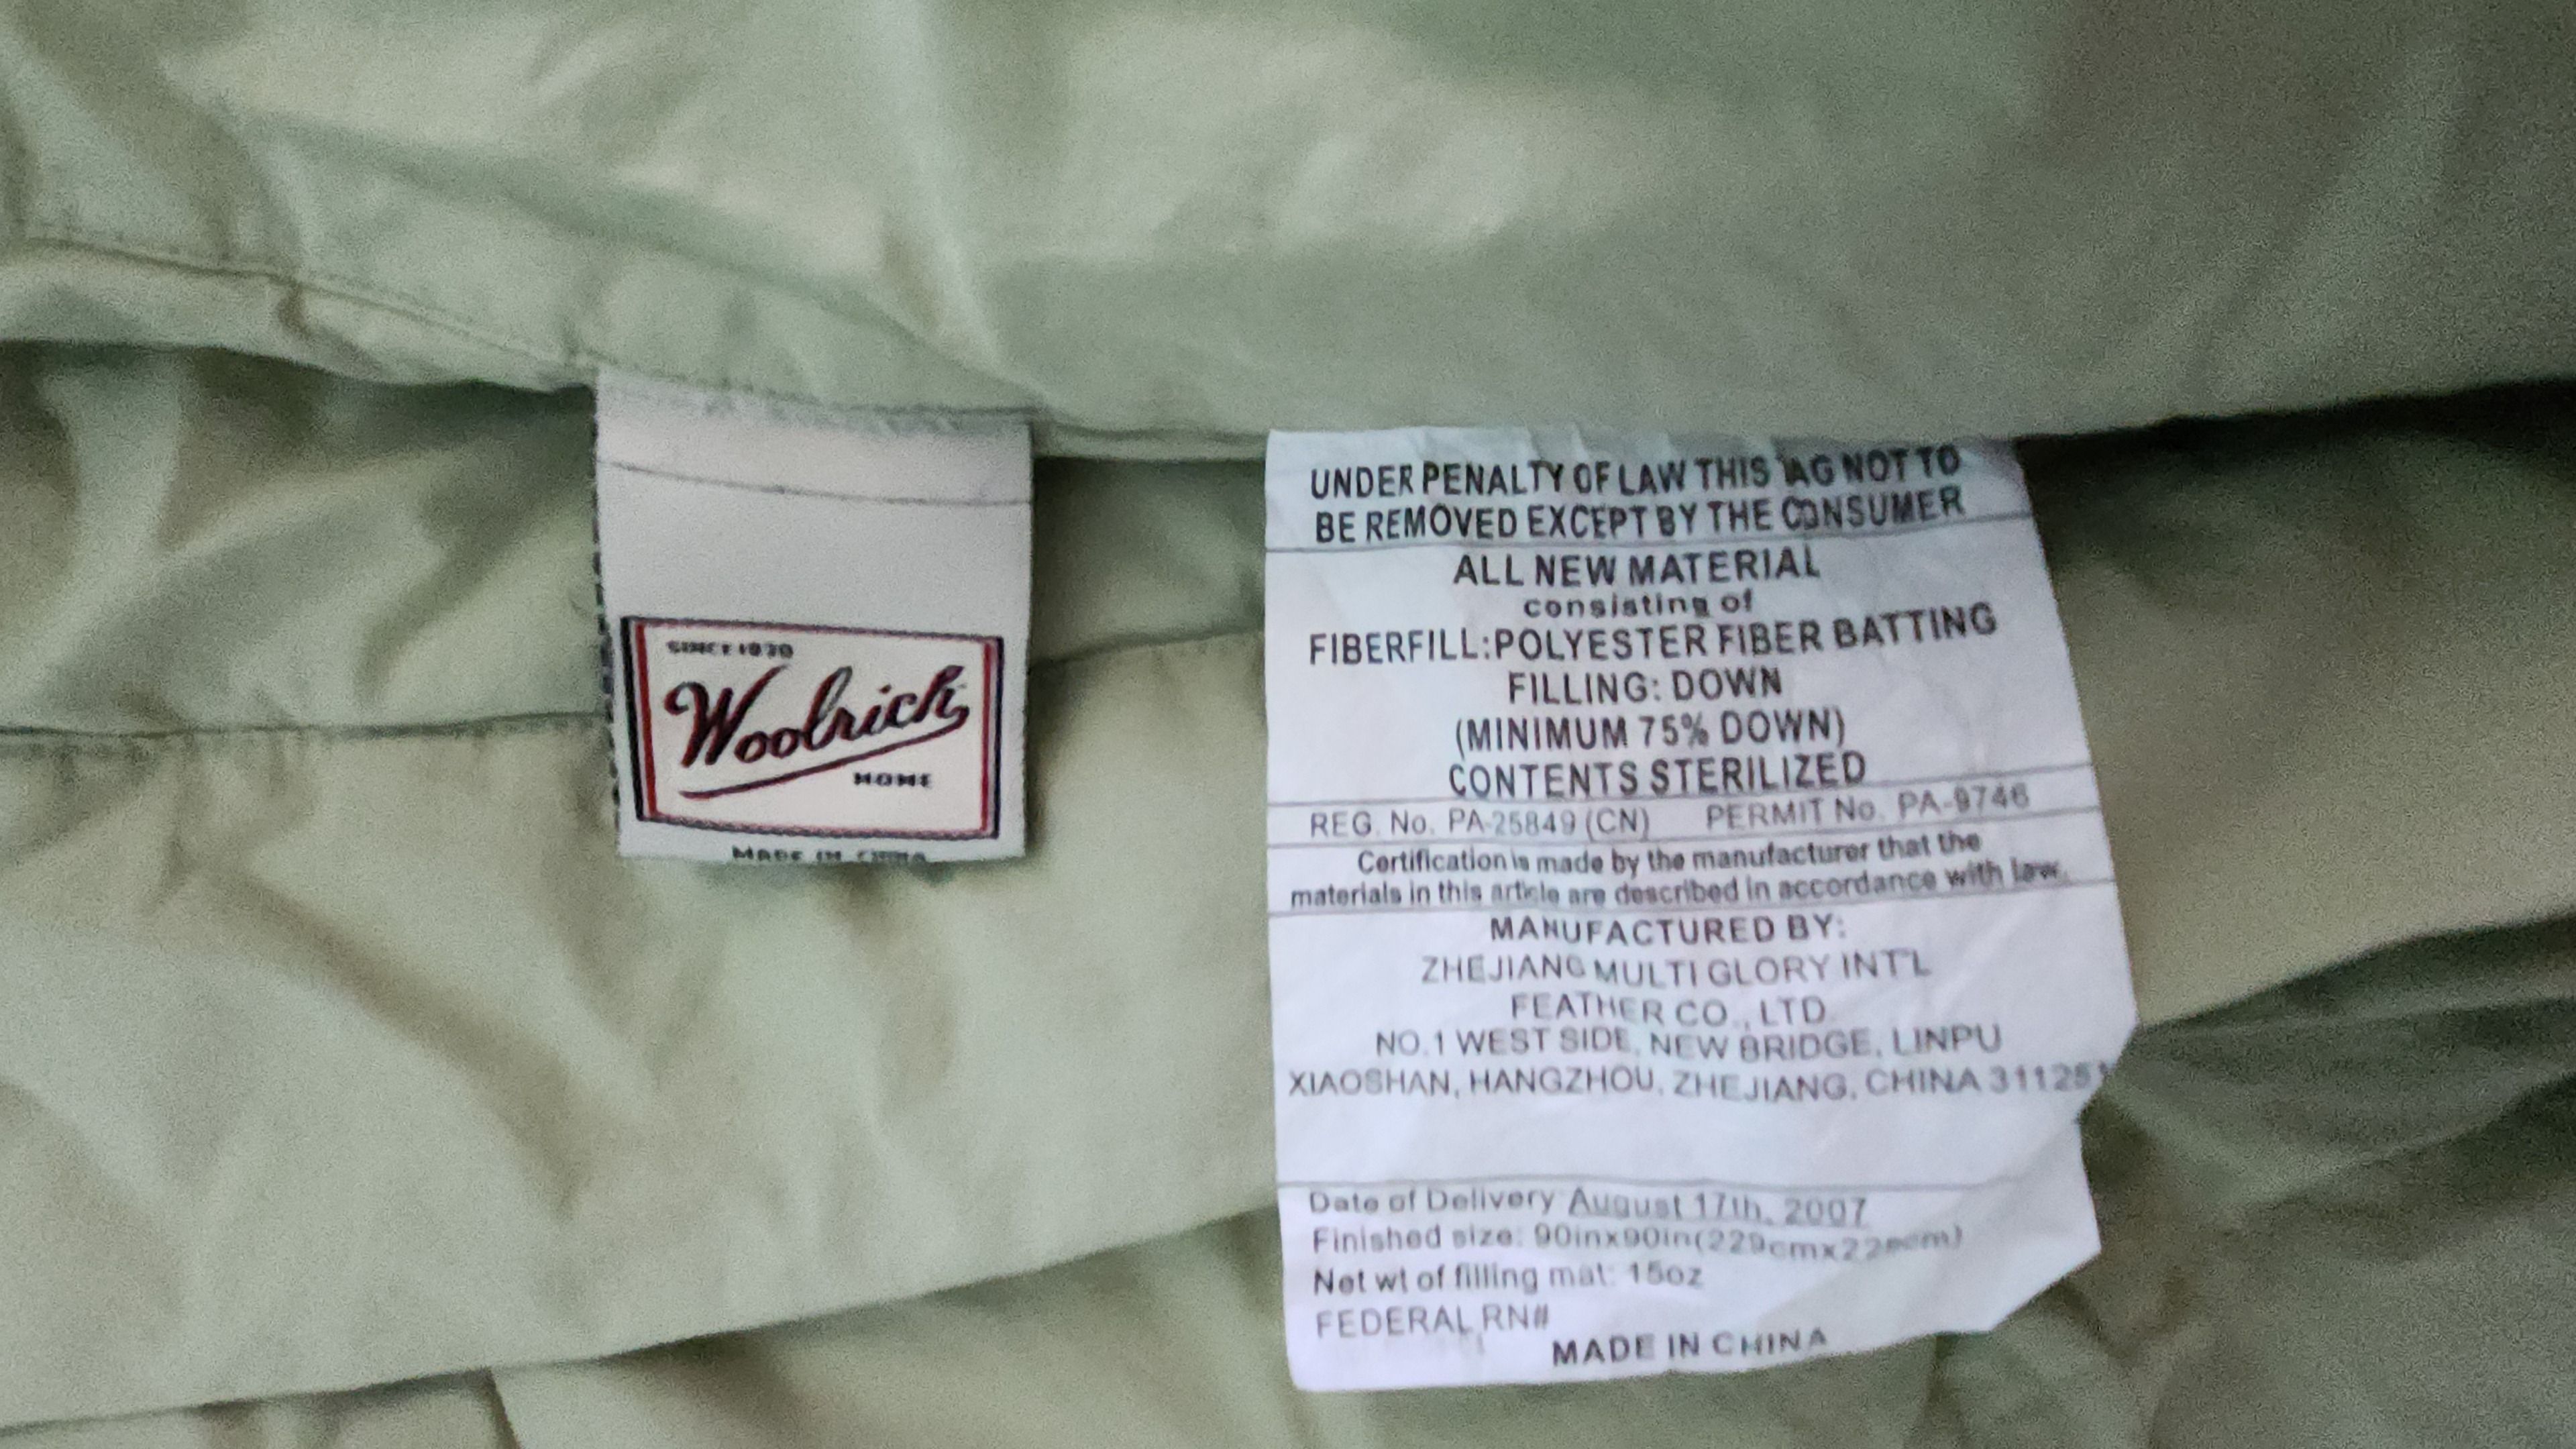 SINCE 1830
Woolrich
HOME
MADE IN CHINA
UNDER PENALTY OF LAW THIS AG NOT TO
BE REMOVED EXCEPT BY THE CONSUMER
ALL NEW MATERIAL
consisting of
FIBERFILL:POLYESTER FIBER BATTING
FILLING: DOWN
(MINIMUM 75% DOWN)
CONTENTS STERILIZED
REG. No. PA-25849 (CN) PERMIT No. PA-9746
Certification is made by the manufacturer that the
materials in this article are described in accordance with law.
MANUFACTURED BY:
ZHEJIANG MULTI GLORY INT'L
FEATHER CO., LTD.
NO.1 WEST SIDE, NEW BRIDGE, LINPU
XIAOSHAN, HANGZHOU, ZHEJIANG, CHINA 311251
Date of Delivery August 17th, 2007
Finished size: 90inx90in(229cmx229cm)
Net wt of filling mat: 15oz
FEDERAL RN#
MADE IN CHINA